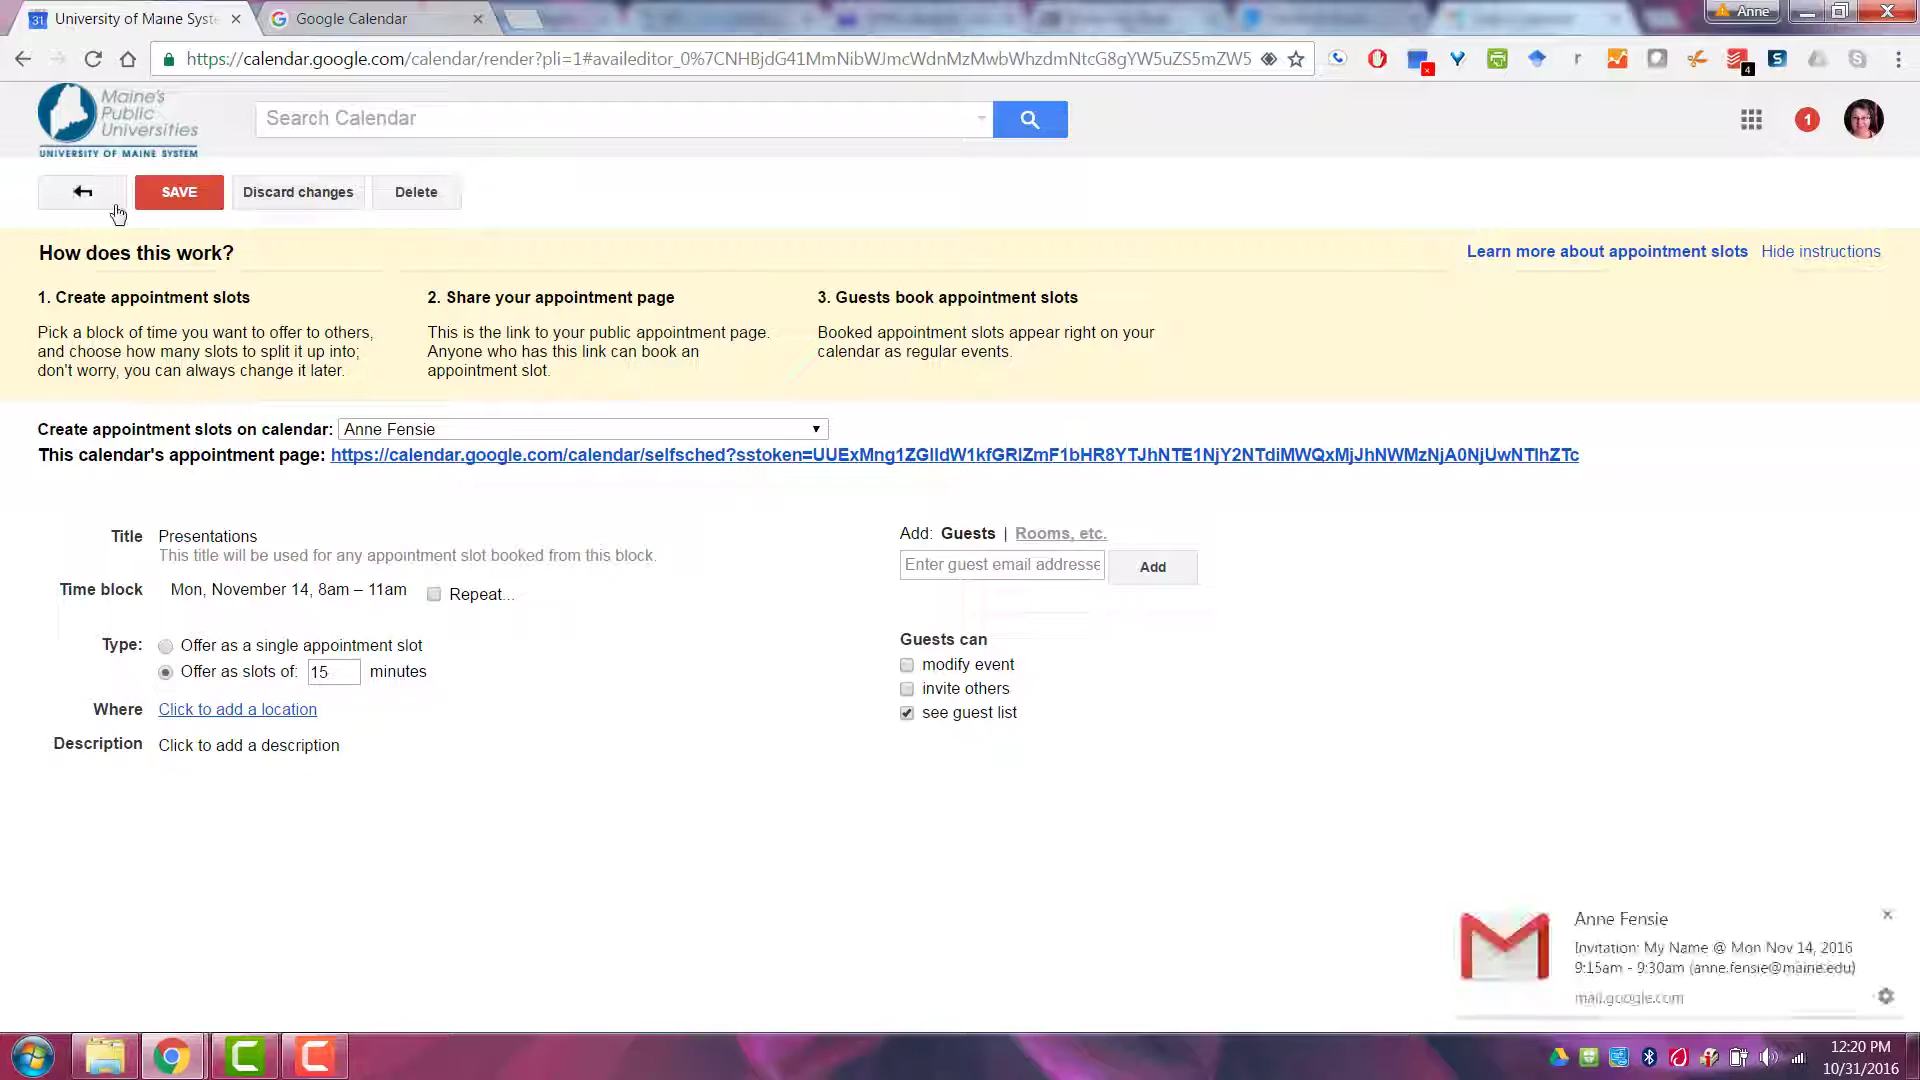 University of Maine Syst
Google Calendar
Anne
https://calendar.google.com/calendar/render?pli=1#availeditor_0%7CNHBjdG41MmNibWJmcWdnMzMwbWhzdmNtcG8gYW5uZS5mZW5
Maine's
Public
Universities
UNIVERSITY OF MAINE SYSTEM
Search Calendar
1
SAVE
Discard changes
Delete
How does this work?
Learn more about appointment slots
Hide instructions
1. Create appointment slots
Pick a block of time you want to offer to others,
and choose how many slots to split it up into;
don't worry, you can always change it later.
2. Share your appointment page
This is the link to your public appointment page.
Anyone who has this link can book an
appointment slot.
3. Guests book appointment slots
Booked appointment slots appear right on your
calendar as regular events.
Create appointment slots on calendar: Anne Fensie
This calendar's appointment page: https://calendar.google.com/calendar/selfsched?sstoken=UUExMng1ZGlldW1kfGRlZmF1bHR8YTJhNTE1NjY2NTdiMWQxMjJhNWMzNjA0NjUwNTlhZTc
Title Presentations
This title will be used for any appointment slot booked from this block.
Time block Mon, November 14, 8am – 11am Repeat...
Type: Offer as a single appointment slot
Offer as slots of: 15 minutes
Where Click to add a location
Description Click to add a description
Add: Guests | Rooms, etc.
Enter guest email addresse
Add
Guests can
modify event
invite others
see guest list
Anne Fensie
Invitation: My Name @ Mon Nov 14, 2016
9:15am - 9:30am (anne.fensie@maine.edu)
mail.google.com
12:20 PM
10/31/2016